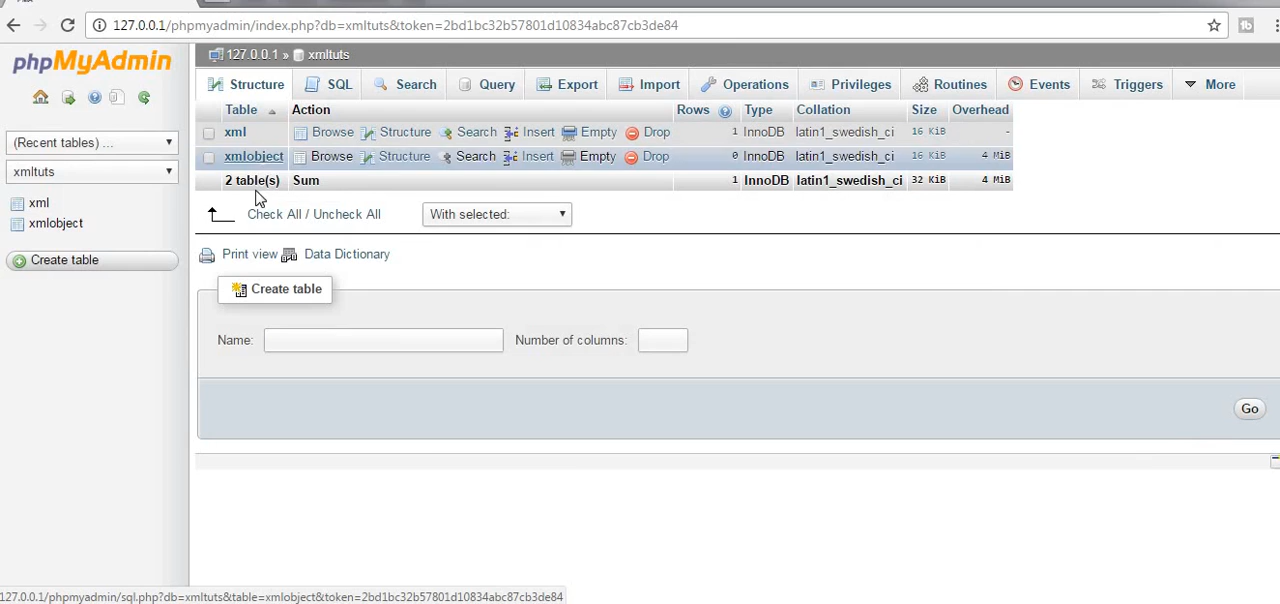 127.0.0.1/phpmyadmin/index.php?db=xmltuts&token=2bd1bc32b57801d10834abc87cb3de84
phpMyAdmin
127.0.0.1 » xmltuts
Structure SQL Search Query Export Import Operations Privileges Routines Events Triggers More
Table Action Rows Type Collation Size Overhead
xml Browse Structure Search Insert Empty Drop 1 InnoDB latin1_swedish_ci 16 KiB -
xmlobject Browse Structure Search Insert Empty Drop 0 InnoDB latin1_swedish_ci 16 KiB 4 MiB
2 table(s) Sum 1 InnoDB latin1_swedish_ci 32 KiB 4 MiB
Check All / Uncheck All With selected:
Print view Data Dictionary
Create table
Name: Number of columns:
Go
(Recent tables) ...
xmltuts
xml
xmlobject
Create table
127.0.0.1/phpmyadmin/sql.php?db=xmltuts&table=xmlobject&token=2bd1bc32b57801d10834abc87cb3de84